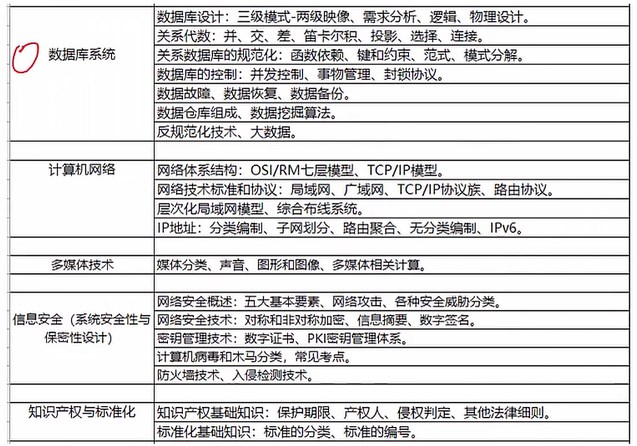 数据库设计：三级模式-两级映像、需求分析、逻辑、物理设计。
关系代数：并、交、差、笛卡尔积、投影、选择、连接。
数据库系统
关系数据库的规范化：函数依赖、键和约束、范式、模式分解。
数据库的控制：并发控制、事物管理、封锁协议。
数据故障、数据恢复、数据备份。
数据仓库组成、数据挖掘算法。
反规范化技术、大数据。
计算机网络
网络体系结构：OSI/RM七层模型、TCP/IP模型。
网络技术标准和协议：局域网、广域网、TCP/IP协议族、路由协议。
层次化局域网模型、综合布线系统。
IP地址：分类编制、子网划分、路由聚合、无分类编制、IPv6。
多媒体技术
媒体分类、声音、图形和图像、多媒体相关计算。
信息安全（系统安全性与
保密性设计）
网络安全概述：五大基本要素、网络攻击、各种安全威胁分类。
网络安全技术：对称和非对称加密、信息摘要、数字签名。
密钥管理技术：数字证书、PKI密钥管理体系。
计算机病毒和木马分类，常见考点。
防火墙技术、入侵检测技术。
知识产权与标准化
知识产权基础知识：保护期限、产权人、侵权判定、其他法律细则。
标准化基础知识：标准的分类、标准的编号。